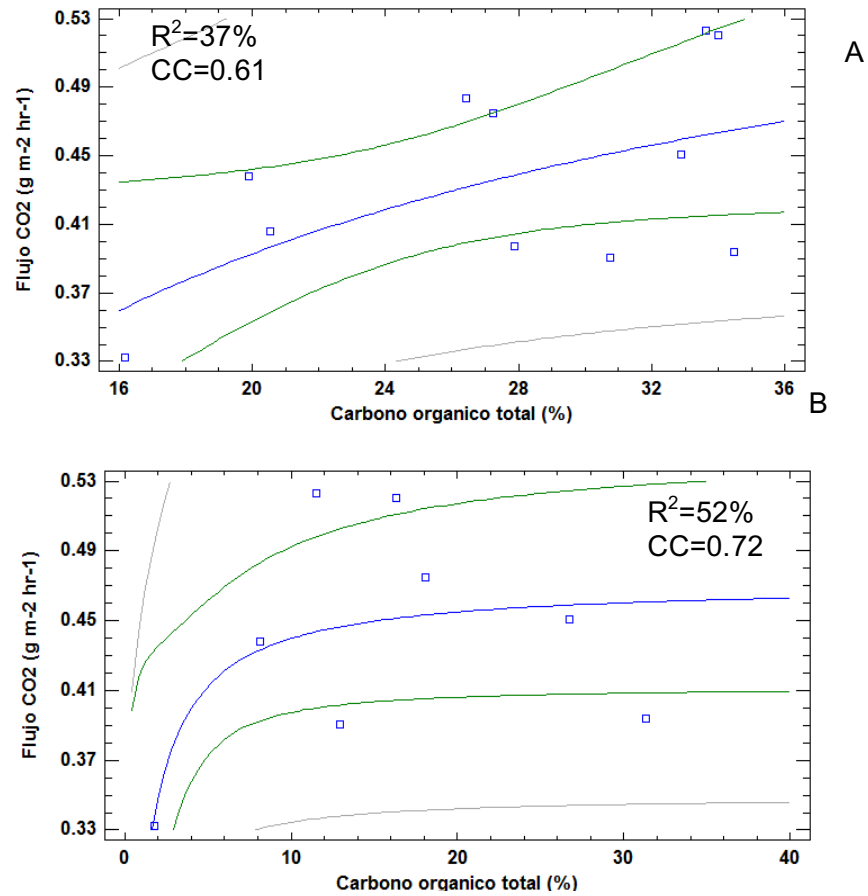 0.53
0.49
0.45
0.41
0.37
0.33
Flujo CO2 (g m-2 hr-1)
R²=37%
CC=0.61
A
16 20 24 28 32 36
Carbono organico total (%)
B
0.53
0.49
0.45
0.41
0.37
0.33
Flujo CO2 (g m-2 hr-1)
R²=52%
CC=0.72
0 10 20 30 40
Carbono organico total (%)